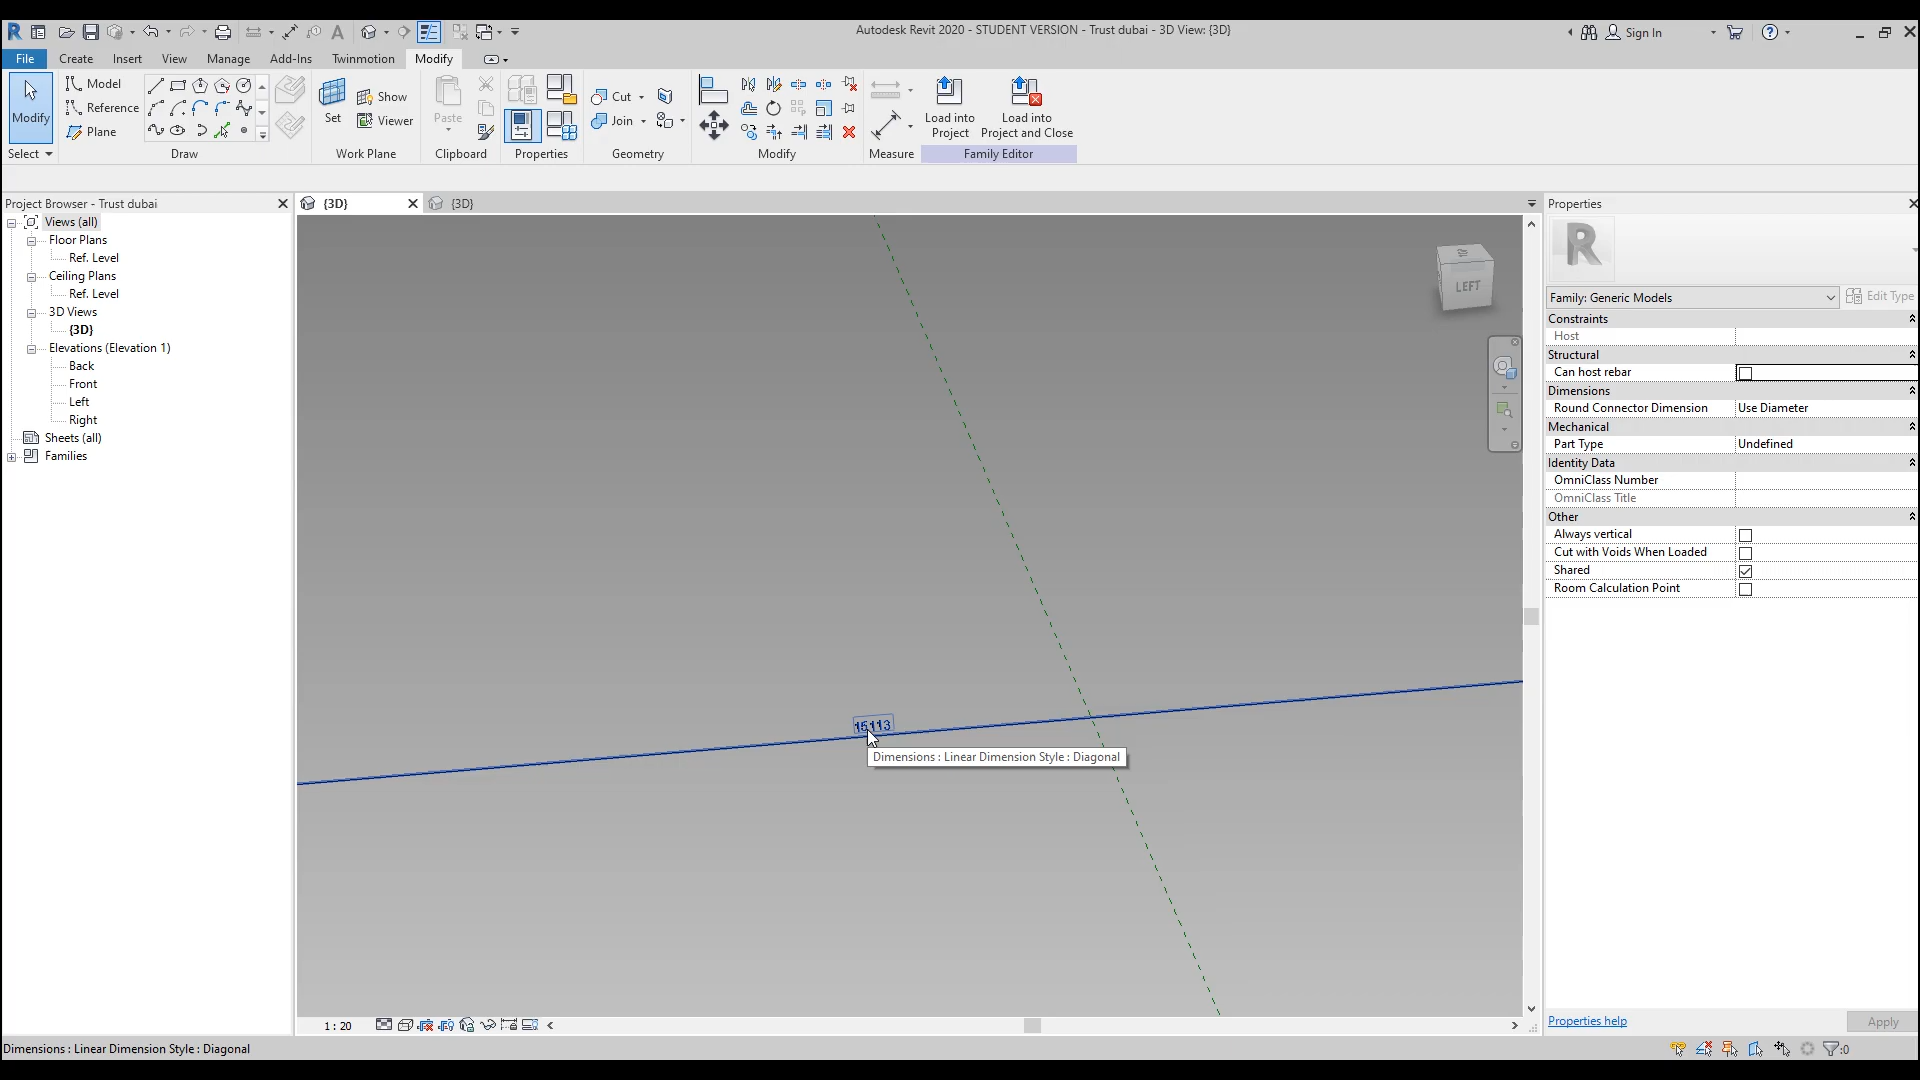 Autodesk Revit 2020 - STUDENT VERSION - Trust dubai - 3D View: {3D}
Sign In
File Create Insert View Manage Add-Ins Twinmotion Modify
Modify
Model
Reference
Plane
Set
Show
Viewer
Paste
Cut
Join
Load into Project
Load into Project and Close
Select Draw Work Plane Clipboard Properties Geometry Modify Measure Family Editor
Project Browser - Trust dubai
Views (all)
Floor Plans
Ref. Level
Ceiling Plans
Ref. Level
3D Views
{3D}
Elevations (Elevation 1)
Back
Front
Left
Right
Sheets (all)
Families
{3D}
{3D}
LEFT
15113
Dimensions : Linear Dimension Style : Diagonal
1 : 20
Properties
R
Family: Generic Models
Edit Type
Constraints
Host
Structural
Can host rebar
Dimensions
Round Connector Dimension Use Diameter
Mechanical
Part Type Undefined
Identity Data
OmniClass Number
OmniClass Title
Other
Always vertical
Cut with Voids When Loaded
Shared
Room Calculation Point
Properties help
Apply
Dimensions : Linear Dimension Style : Diagonal
:0